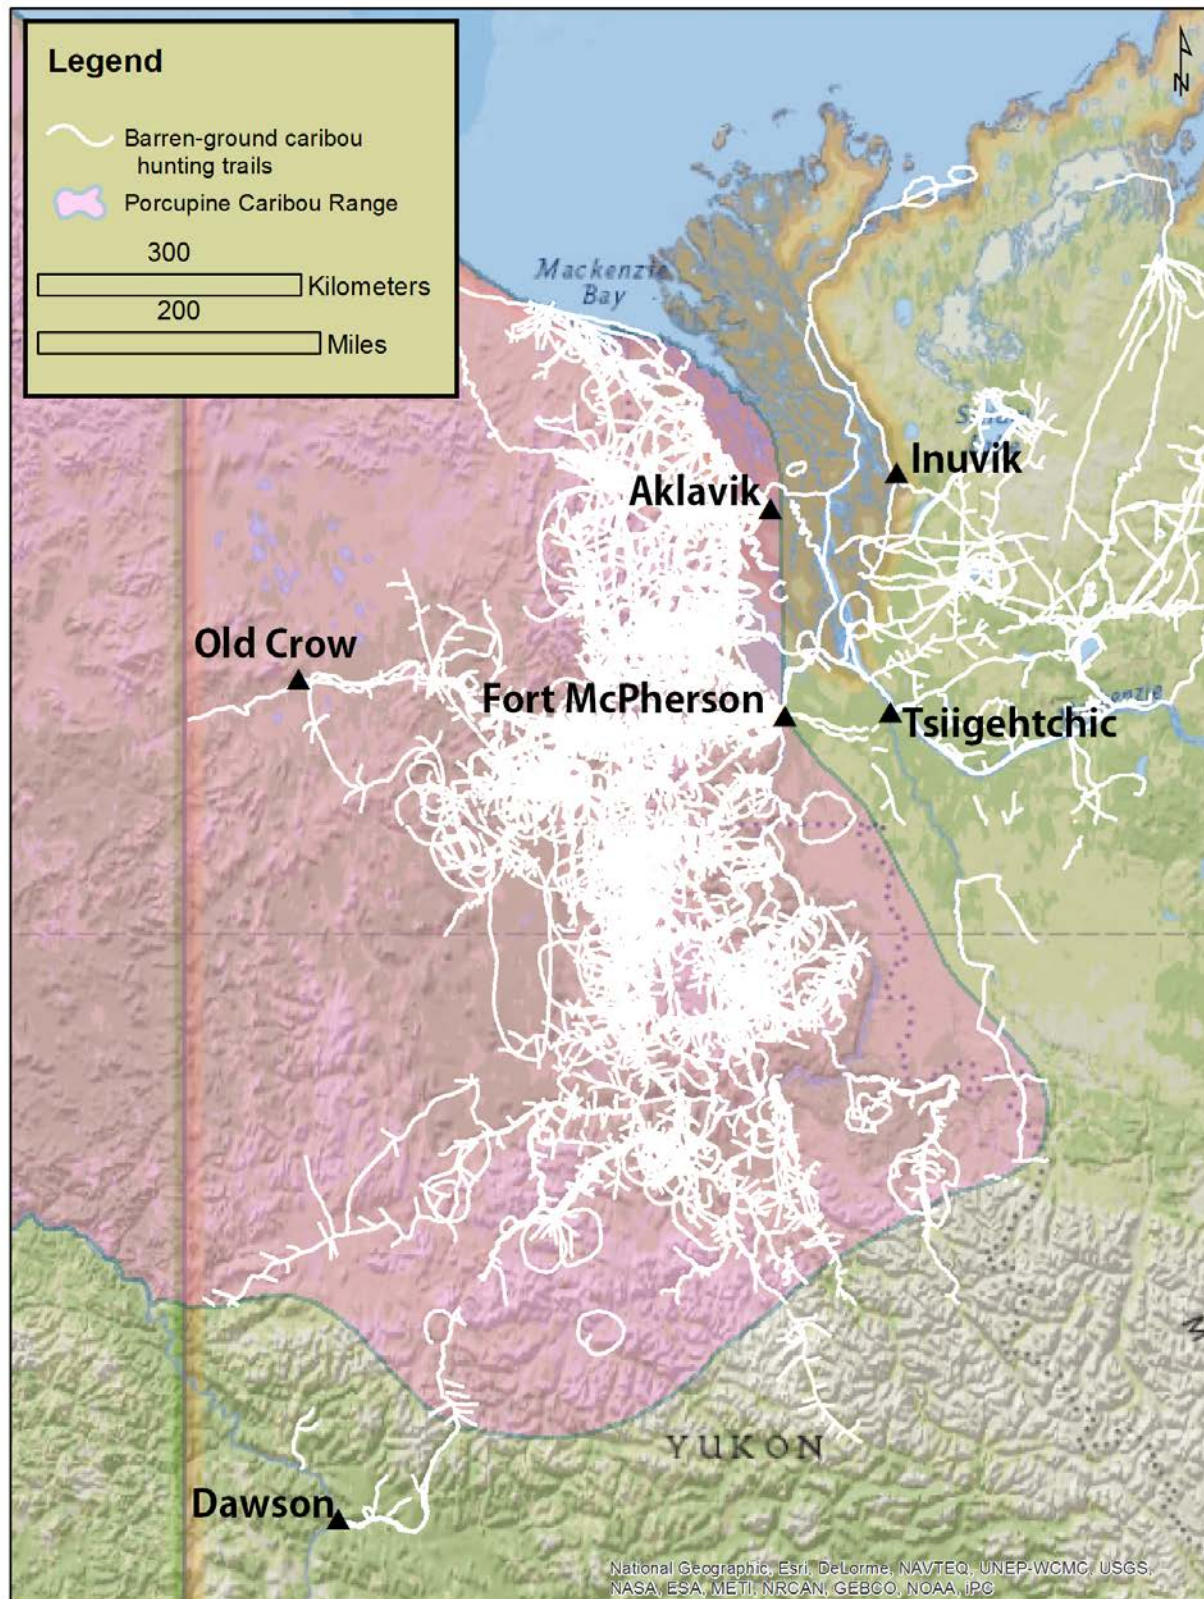 Legend
Barren-ground caribou
hunting trails
Porcupine Caribou Range
300
Kilometers
200
Miles
N
Mackenzie
Bay
Inuvik
Aklavik
Old Crow
Fort McPherson
Tsiigehtchic
YUKON
Dawson
National Geographic, Esri, DeLorme, NAVTEQ, UNEP-WCMC, USGS,
NASA, ESA, METI, NRCAN, GEBCO, NOAA, iPC